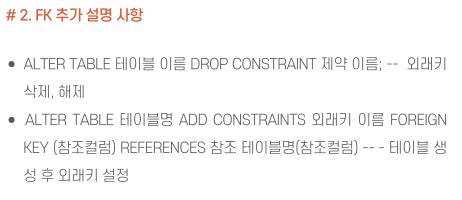 # 2. FK 추가 설명 사항
● ALTER TABLE 테이블 이름 DROP CONSTRAINT 제약 이름; -- 외래키
삭제, 해제
● ALTER TABLE 테이블명 ADD CONSTRAINTS 외래키 이름 FOREIGN
KEY (참조컬럼) REFERENCES 참조 테이블명(참조컬럼) -- - 테이블 생
성 후 외래키 설정